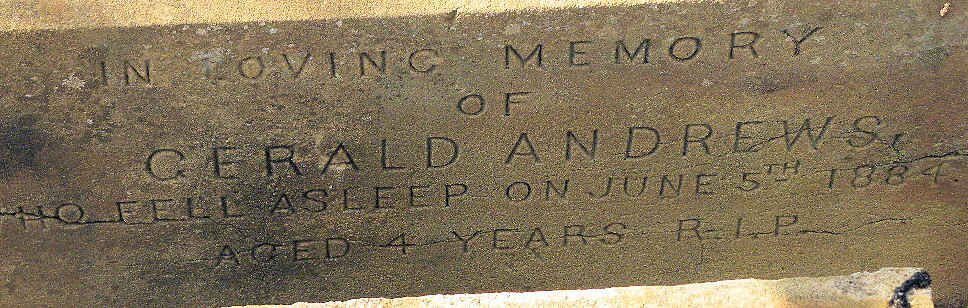 IN LOVING MEMORY
OF
GERALD ANDREWS,
WHO FELL ASLEEP ON JUNE 5TH 1884.
AGED 4 YEARS R.I.P.